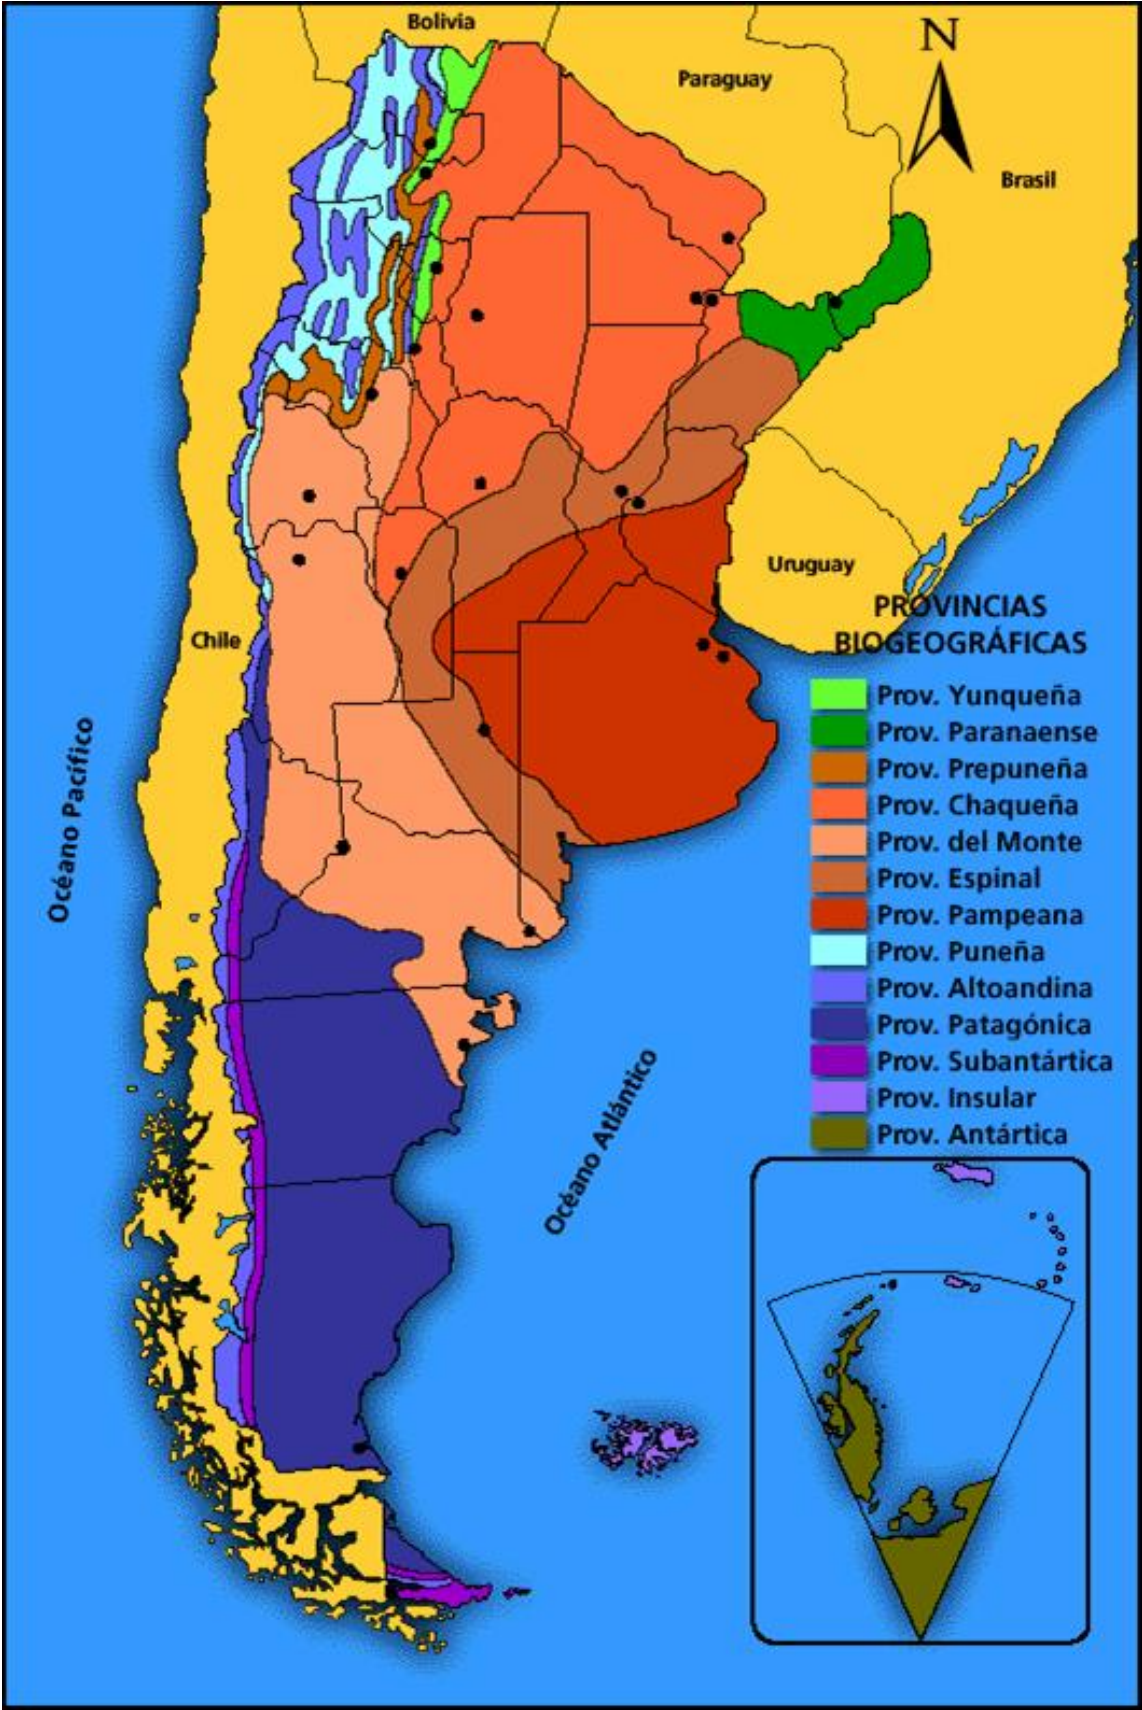 Bolivia
N
Paraguay
Brasil
Uruguay
Chile
Océano Pacífico
Océano Atlántico
PROVINCIAS
BIOGEOGRÁFICAS
Prov. Yunqueña
Prov. Paranaense
Prov. Prepuneña
Prov. Chaqueña
Prov. del Monte
Prov. Espinal
Prov. Pampeana
Prov. Puneña
Prov. Altoandina
Prov. Patagónica
Prov. Subantártica
Prov. Insular
Prov. Antártica